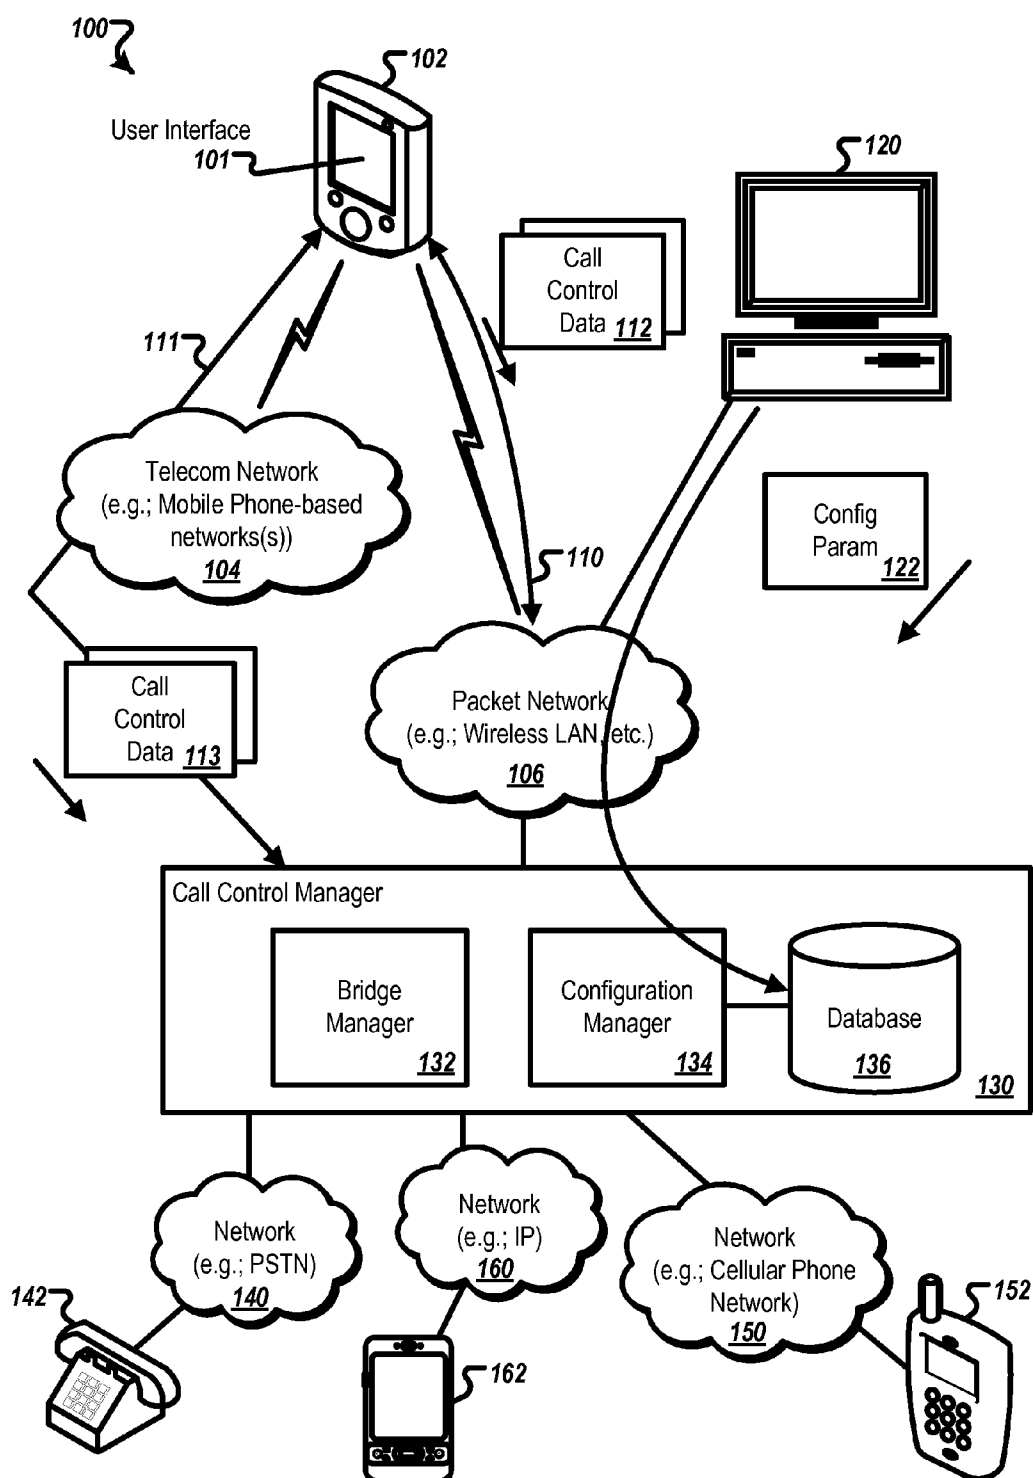 100
102
User Interface
101
120
Call
Control
Data 112
111
Telecom Network
(e.g.; Mobile Phone-based
networks(s))
104
Config
Param
122
110
Call
Control
Data 113
Packet Network
(e.g.; Wireless LAN, etc.)
106
Call Control Manager
Bridge
Manager
132
Configuration
Manager
134
Database
136
130
Network
(e.g.; PSTN)
140
Network
(e.g.; IP)
160
Network
(e.g.; Cellular Phone
Network)
150
142
162
152